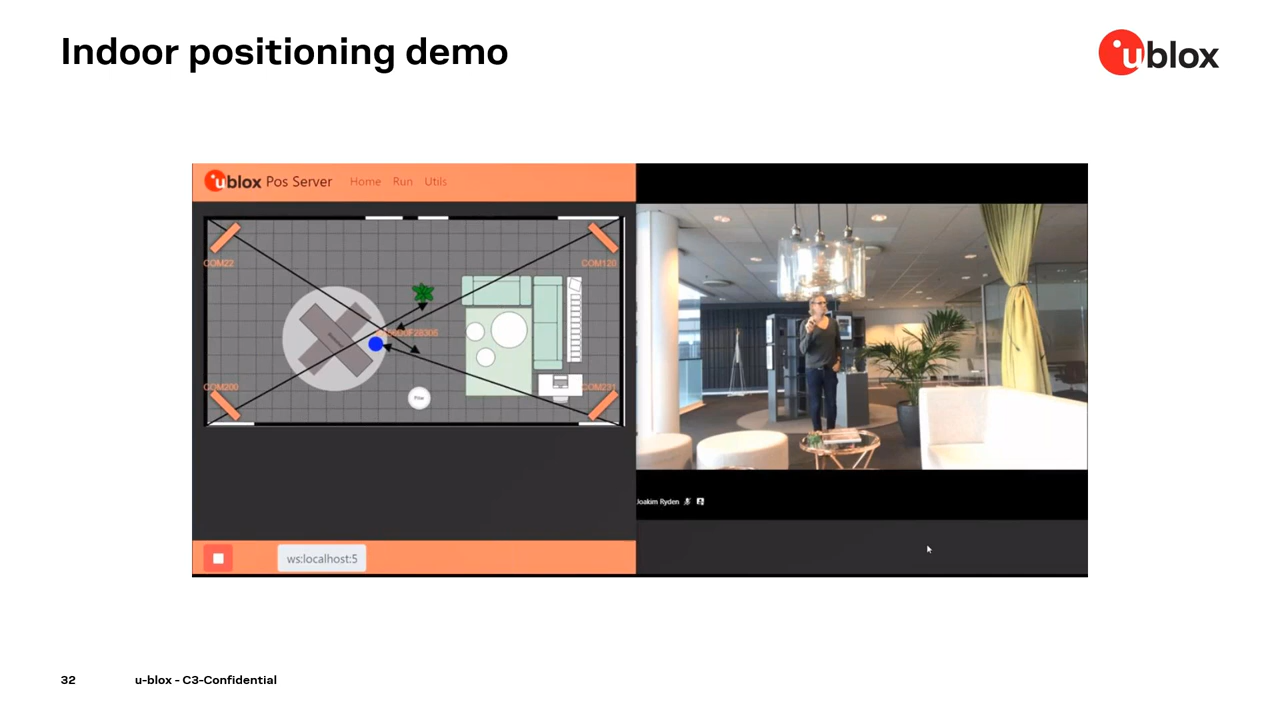 Indoor positioning demo
ublox
ublox Pos Server Home Run Utils
COM22
COM120
COM200
COM231
ws:localhost:5
Joakim Ryden
32 u-blox - C3-Confidential